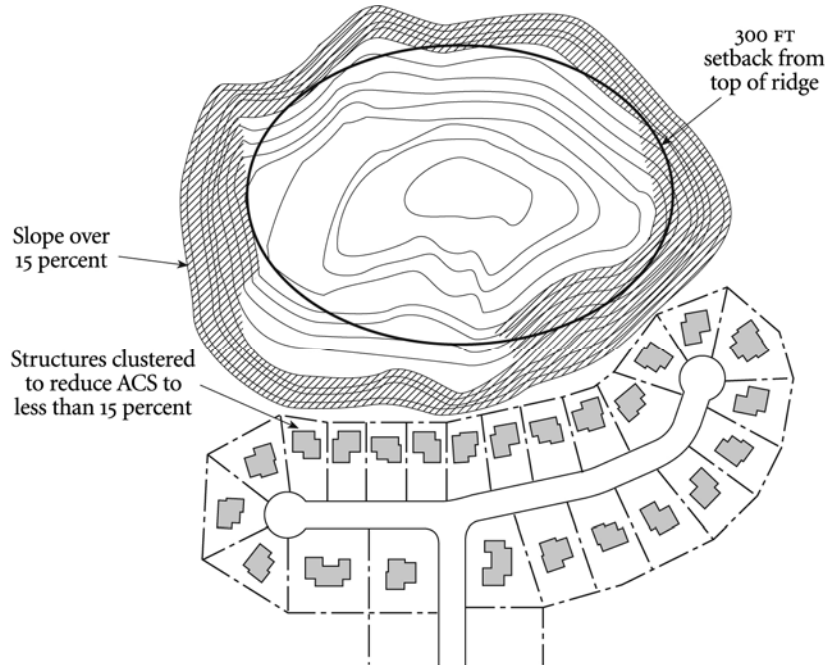 300 FT
setback from
top of ridge
Slope over
15 percent
Structures clustered
to reduce ACS to
less than 15 percent